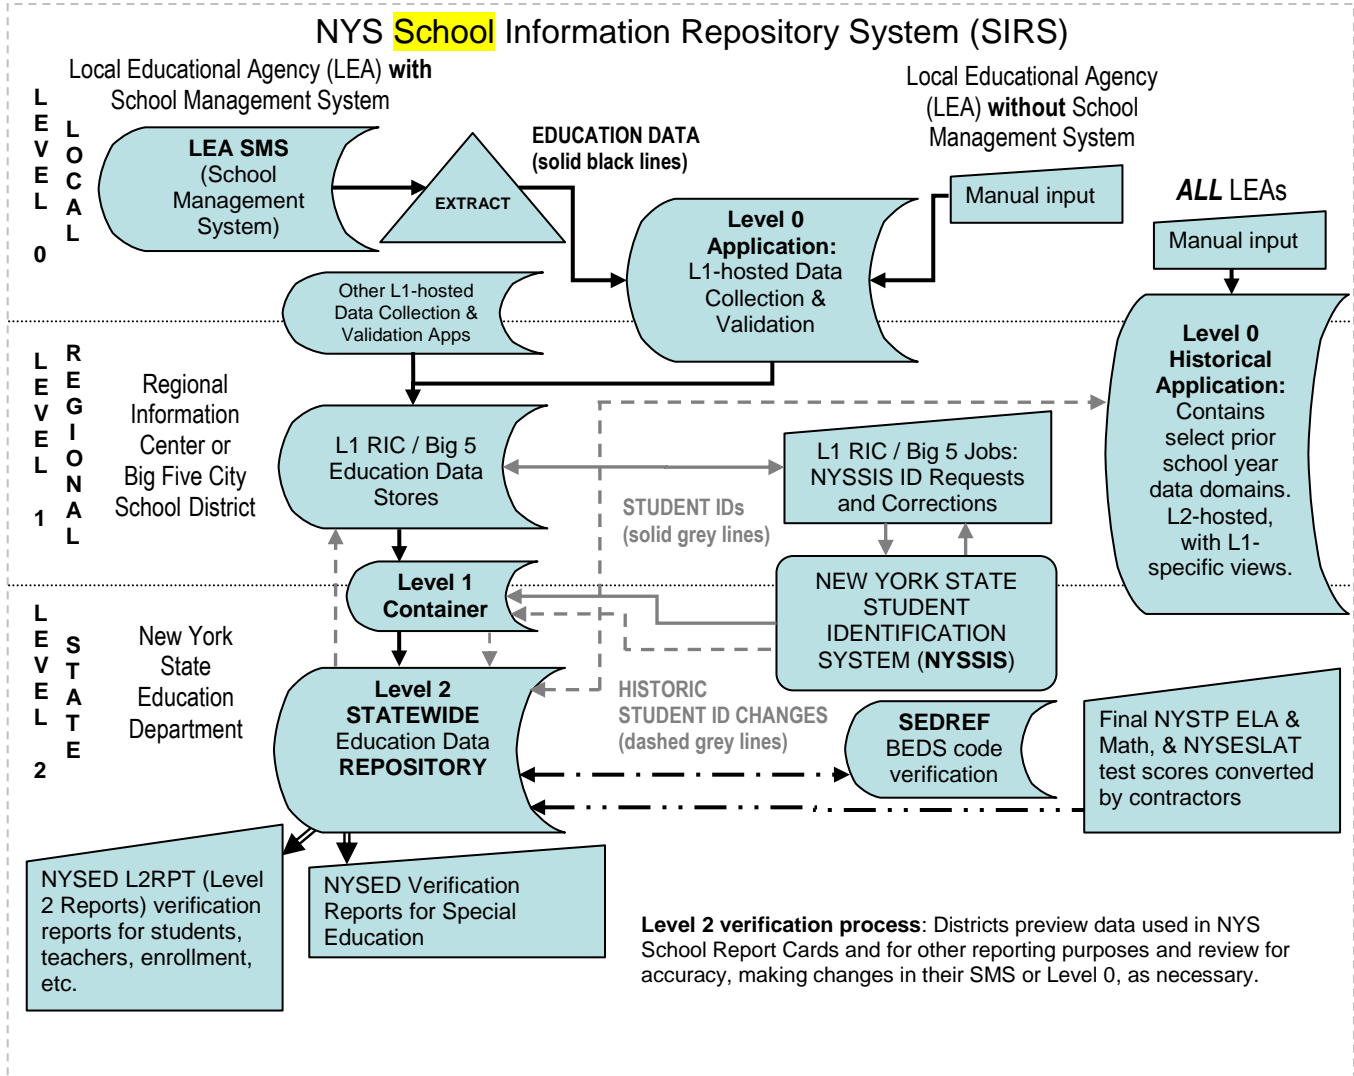 NYS School Information Repository System (SIRS)
Local Educational Agency (LEA) with
School Management System
Local Educational Agency
(LEA) without School
Management System
LEVEL 0
LOCAL
LEA SMS
(School
Management
System)
EXTRACT
EDUCATION DATA
(solid black lines)
Level 0
Application:
L1-hosted Data
Collection &
Validation
Manual input
ALL LEAs
Manual input
Other L1-hosted
Data Collection &
Validation Apps
Level 0
Historical
Application:
Contains
select prior
school year
data domains.
L2-hosted,
with L1-
specific views.
LEVEL 1
REGIONAL
Regional
Information
Center or
Big Five City
School District
L1 RIC / Big 5
Education Data
Stores
L1 RIC / Big 5 Jobs:
NYSSIS ID Requests
and Corrections
STUDENT IDs
(solid grey lines)
Level 1
Container
NEW YORK STATE
STUDENT
IDENTIFICATION
SYSTEM (NYSSIS)
LEVEL 2
STATE
New York
State
Education
Department
Level 2
STATEWIDE
Education Data
REPOSITORY
HISTORIC
STUDENT ID CHANGES
(dashed grey lines)
SEDREF
BEDS code
verification
Final NYSTP ELA &
Math, & NYSESLAT
test scores converted
by contractors
NYSED L2RPT (Level
2 Reports) verification
reports for students,
teachers, enrollment,
etc.
NYSED Verification
Reports for Special
Education
Level 2 verification process: Districts preview data used in NYS
School Report Cards and for other reporting purposes and review for
accuracy, making changes in their SMS or Level 0, as necessary.